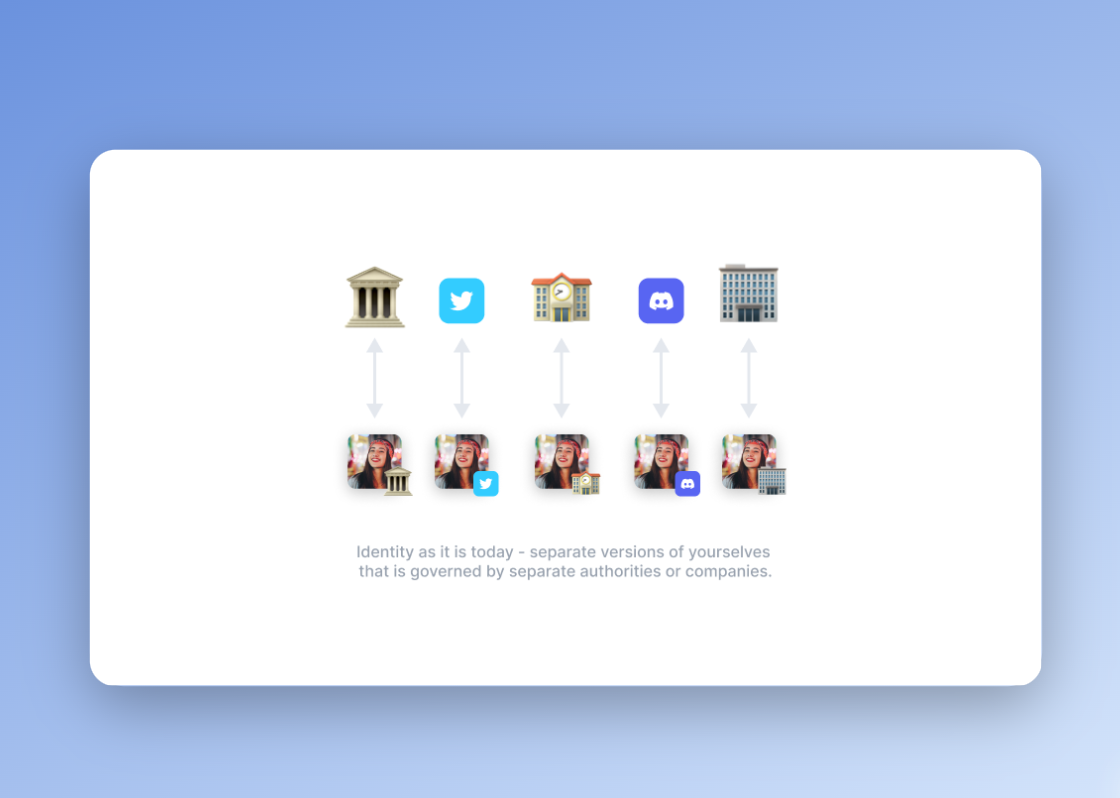 Identity as it is today - separate versions of yourselves
that is governed by separate authorities or companies.